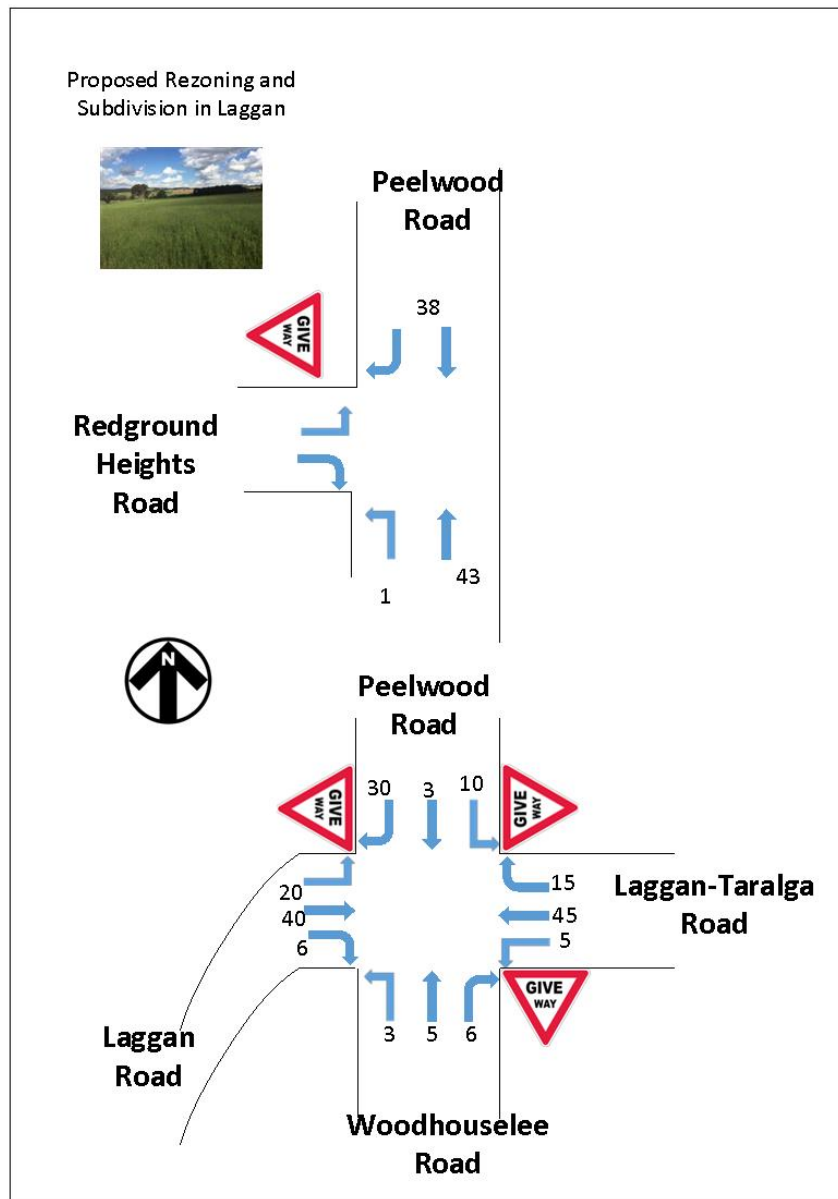 Proposed Rezoning and
Subdivision in Laggan
Peelwood
Road
38
GIVE
WAY
Redground
Heights
Road
1
43
N
Peelwood
Road
GIVE
WAY
30
3
10
GIVE
WAY
20
40
6
15
45
5
Laggan-Taralga
Road
3
5
6
GIVE
WAY
Laggan
Road
Woodhouselee
Road